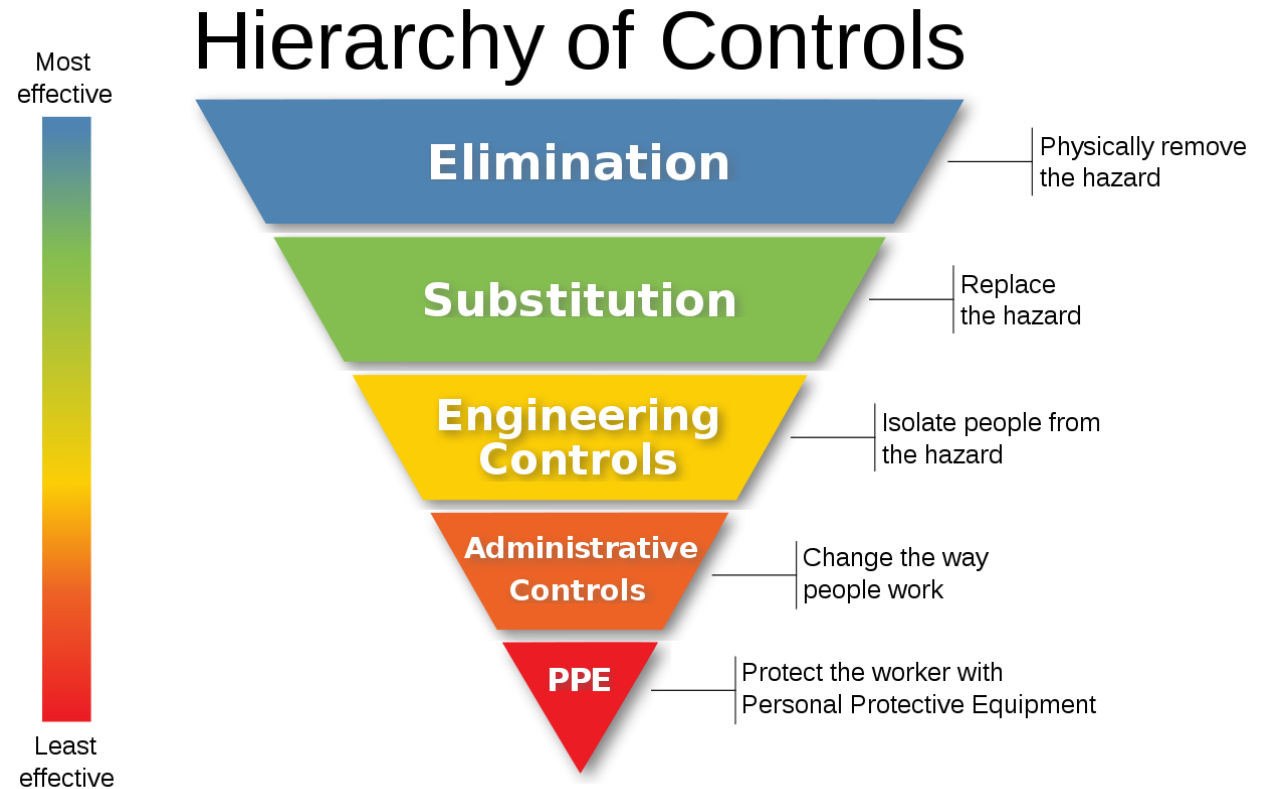 Hierarchy of Controls
Most
effective
Elimination
Physically remove
the hazard
Substitution
Replace
the hazard
Engineering
Controls
Isolate people from
the hazard
Administrative
Controls
Change the way
people work
PPE
Protect the worker with
Personal Protective Equipment
Least
effective